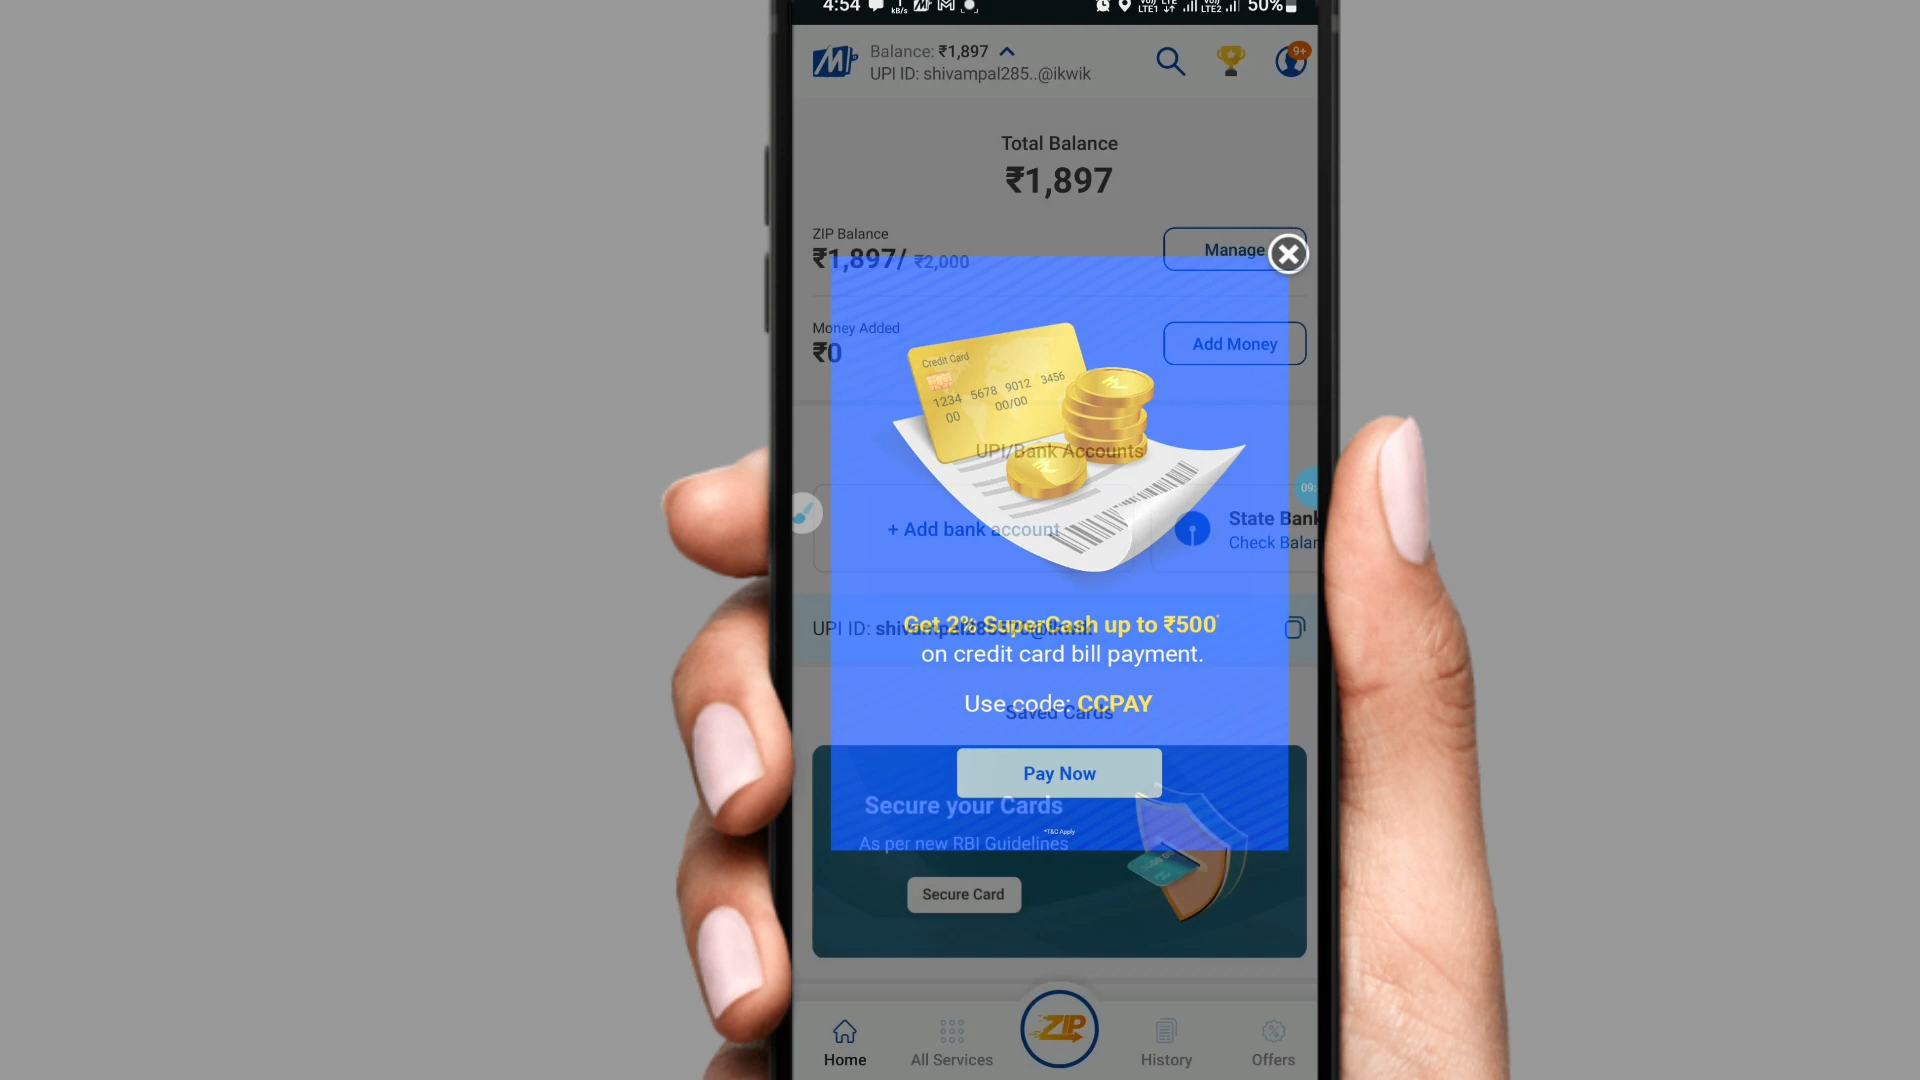 4:54
kB/s
LTE1
LTE2
50%
Balance: ₹1,897
UPI ID: shivampal285..@ikwik
9+
Total Balance
₹1,897
ZIP Balance
₹1,897/ ₹2,000
Manage
Money Added
₹0
Add Money
Credit Card
1234 5678 9012 3456
00 00/00
UPI/Bank Accounts
09:
+ Add bank account
State Bank
Check Balan
Get 2% SuperCash up to ₹500*
UPI ID:
on credit card bill payment.
Use code: CCPAY
Saved Cards
Pay Now
Secure your Cards
*T&C Apply
As per new RBI Guidelines
Secure Card
ZIP
Home
All Services
History
Offers